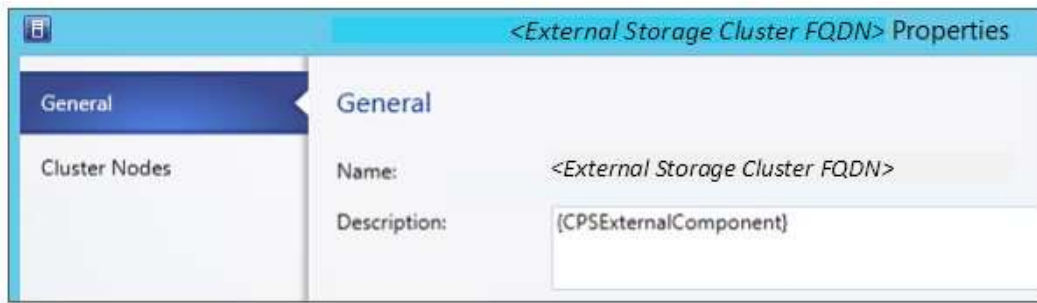 <External Storage Cluster FQDN> Properties
General
Cluster Nodes
General
Name: <External Storage Cluster FQDN>
Description: {CPSExternalComponent}